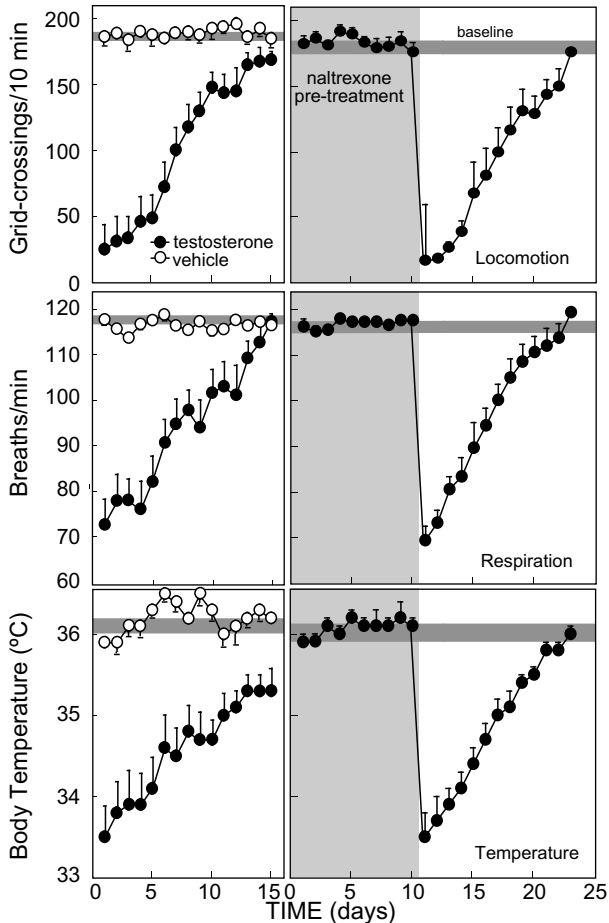 Grid-crossings/10 min
200
150
100
50
0
testosterone
vehicle
baseline
naltrexone
pre-treatment
Locomotion
Breaths/min
120
110
100
90
80
70
60
Respiration
Body Temperature (ºC)
36
35
34
33
Temperature
0 5 10 15 0 5 10 15 20 25
TIME (days)